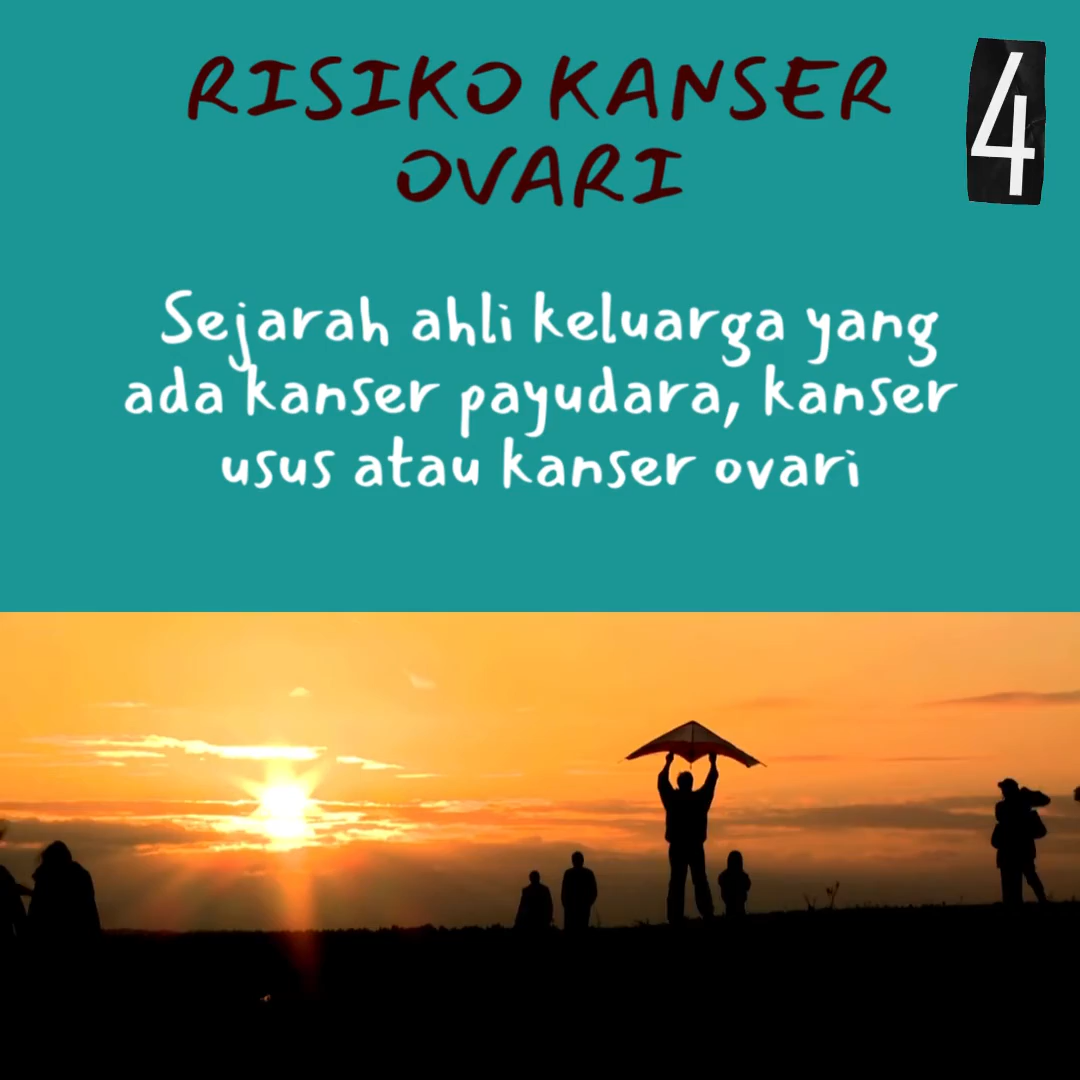 RISIKO KANSER
OVARI
4
Sejarah ahli keluarga yang
ada kanser payudara, kanser
usus atau kanser ovari